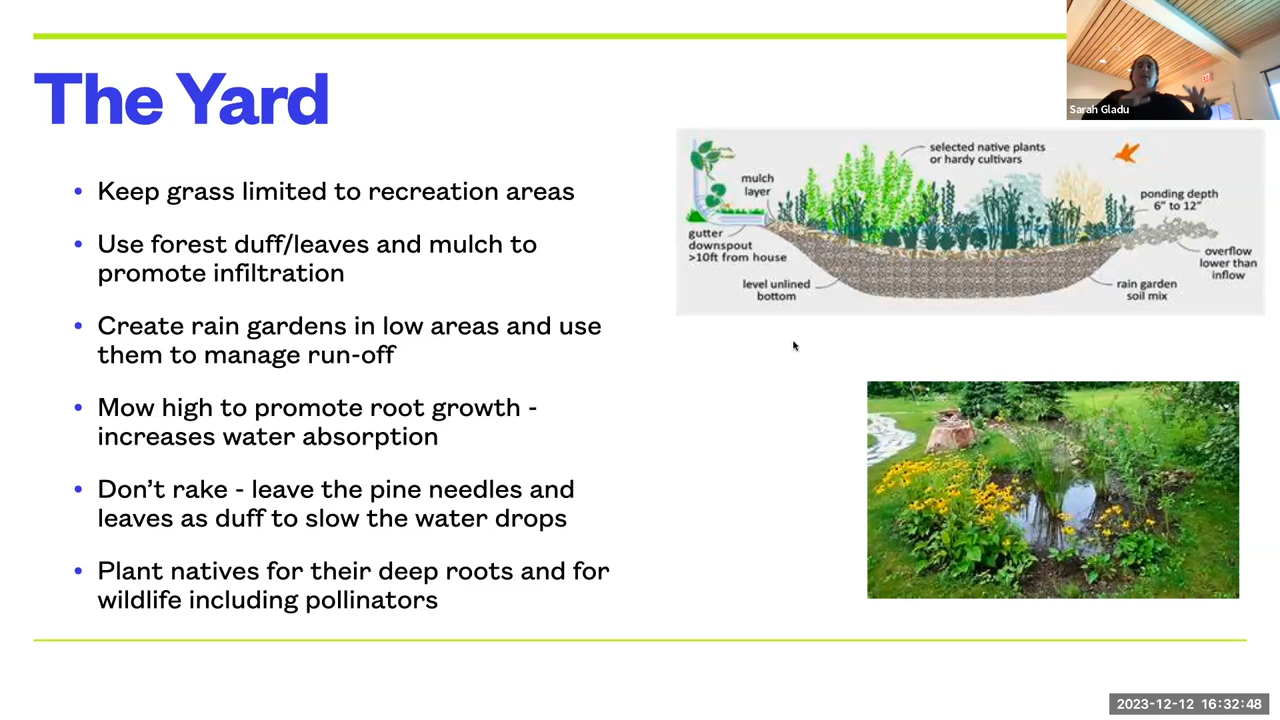 The Yard
Sarah Gladu
• Keep grass limited to recreation areas
• Use forest duff/leaves and mulch to
promote infiltration
• Create rain gardens in low areas and use
them to manage run-off
• Mow high to promote root growth -
increases water absorption
• Don’t rake - leave the pine needles and
leaves as duff to slow the water drops
• Plant natives for their deep roots and for
wildlife including pollinators
selected native plants
or hardy cultivars
mulch
layer
ponding depth
6” to 12”
gutter
downspout
>10ft from house
overflow
lower than
inflow
level unlined
bottom
rain garden
soil mix
2023-12-12 16:32:48